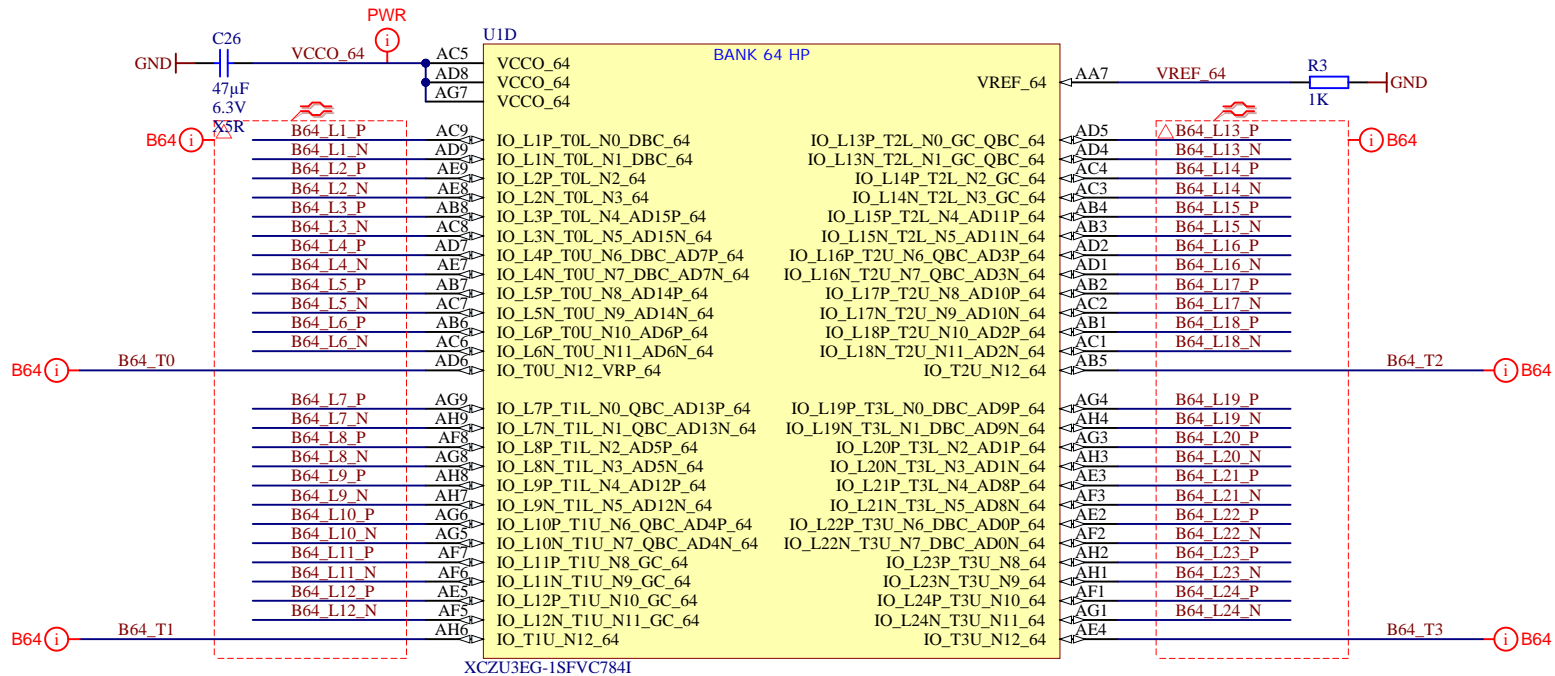 PWR
U1D
C26
GND
VCCO_64
AC5
VCCO_64
BANK 64 HP
AD8
VCCO_64
VREF_64
AA7
VREF_64
R3
GND
47µF
AG7
VCCO_64
1K
6.3V
X5R
B64
B64_L1_P
AC9
IO_L1P_T0L_N0_DBC_64
IO_L13P_T2L_N0_GC_QBC_64
AD5
B64_L13_P
B64
B64_L1_N
AD9
IO_L1N_T0L_N1_DBC_64
IO_L13N_T2L_N1_GC_QBC_64
AD4
B64_L13_N
B64_L2_P
AE9
IO_L2P_T0L_N2_64
IO_L14P_T2L_N2_GC_64
AC4
B64_L14_P
B64_L2_N
AE8
IO_L2N_T0L_N3_64
IO_L14N_T2L_N3_GC_64
AC3
B64_L14_N
B64_L3_P
AB8
IO_L3P_T0L_N4_AD15P_64
IO_L15P_T2L_N4_AD11P_64
AB4
B64_L15_P
B64_L3_N
AC8
IO_L3N_T0L_N5_AD15N_64
IO_L15N_T2L_N5_AD11N_64
AB3
B64_L15_N
B64_L4_P
AD7
IO_L4P_T0U_N6_DBC_AD7P_64
IO_L16P_T2U_N6_QBC_AD3P_64
AD2
B64_L16_P
B64_L4_N
AE7
IO_L4N_T0U_N7_DBC_AD7N_64
IO_L16N_T2U_N7_QBC_AD3N_64
AD1
B64_L16_N
B64_L5_P
AB7
IO_L5P_T0U_N8_AD14P_64
IO_L17P_T2U_N8_AD10P_64
AB2
B64_L17_P
B64_L5_N
AC7
IO_L5N_T0U_N9_AD14N_64
IO_L17N_T2U_N9_AD10N_64
AC2
B64_L17_N
B64_L6_P
AB6
IO_L6P_T0U_N10_AD6P_64
IO_L18P_T2U_N10_AD2P_64
AB1
B64_L18_P
B64_L6_N
AC6
IO_L6N_T0U_N11_AD6N_64
IO_L18N_T2U_N11_AD2N_64
AC1
B64_L18_N
B64
B64_T0
AD6
IO_T0U_N12_VRP_64
IO_T2U_N12_64
AB5
B64_T2
B64
B64_L7_P
AG9
IO_L7P_T1L_N0_QBC_AD13P_64
IO_L19P_T3L_N0_DBC_AD9P_64
AG4
B64_L19_P
B64_L7_N
AH9
IO_L7N_T1L_N1_QBC_AD13N_64
IO_L19N_T3L_N1_DBC_AD9N_64
AH4
B64_L19_N
B64_L8_P
AF8
IO_L8P_T1L_N2_AD5P_64
IO_L20P_T3L_N2_AD1P_64
AG3
B64_L20_P
B64_L8_N
AG8
IO_L8N_T1L_N3_AD5N_64
IO_L20N_T3L_N3_AD1N_64
AH3
B64_L20_N
B64_L9_P
AH8
IO_L9P_T1L_N4_AD12P_64
IO_L21P_T3L_N4_AD8P_64
AE3
B64_L21_P
B64_L9_N
AH7
IO_L9N_T1L_N5_AD12N_64
IO_L21N_T3L_N5_AD8N_64
AF3
B64_L21_N
B64_L10_P
AG6
IO_L10P_T1U_N6_QBC_AD4P_64
IO_L22P_T3U_N6_DBC_AD0P_64
AE2
B64_L22_P
B64_L10_N
AG5
IO_L10N_T1U_N7_QBC_AD4N_64
IO_L22N_T3U_N7_DBC_AD0N_64
AF2
B64_L22_N
B64_L11_P
AF7
IO_L11P_T1U_N8_GC_64
IO_L23P_T3U_N8_64
AH2
B64_L23_P
B64_L11_N
AF6
IO_L11N_T1U_N9_GC_64
IO_L23N_T3U_N9_64
AH1
B64_L23_N
B64_L12_P
AE5
IO_L12P_T1U_N10_GC_64
IO_L24P_T3U_N10_64
AF1
B64_L24_P
B64_L12_N
AF5
IO_L12N_T1U_N11_GC_64
IO_L24N_T3U_N11_64
AG1
B64_L24_N
B64
B64_T1
AH6
IO_T1U_N12_64
IO_T3U_N12_64
AE4
B64_T3
B64
XCZU3EG-1SFVC784I